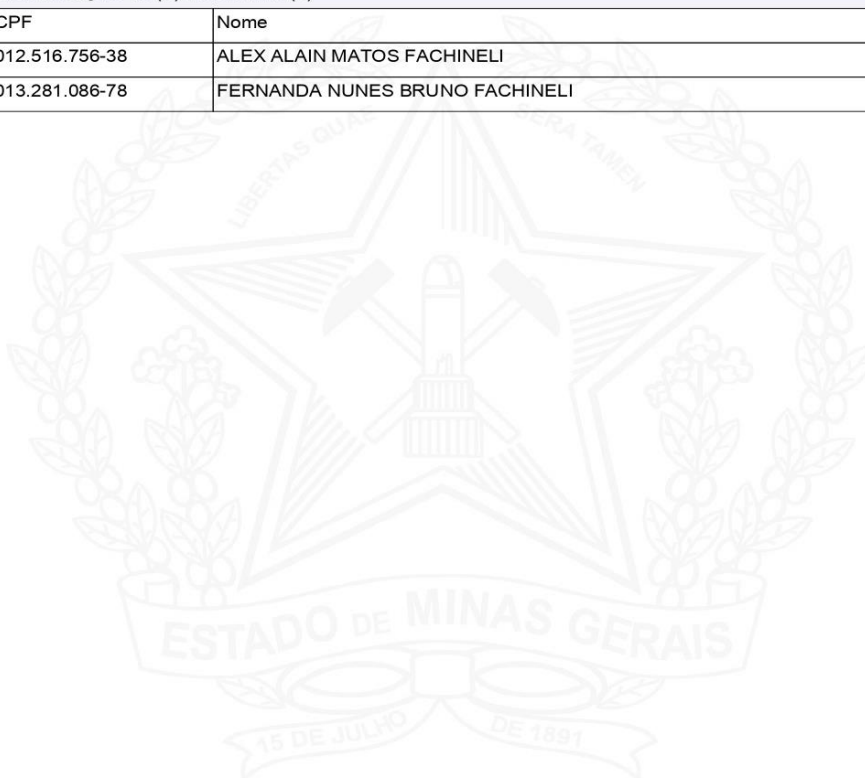 CPF Nome
012.516.756-38 ALEX ALAIN MATOS FACHINELI
013.281.086-78 FERNANDA NUNES BRUNO FACHINELI
LIBERTAS QUAE SERA TAMEN
ESTADO DE MINAS GERAIS
15 DE JULHO DE 1891